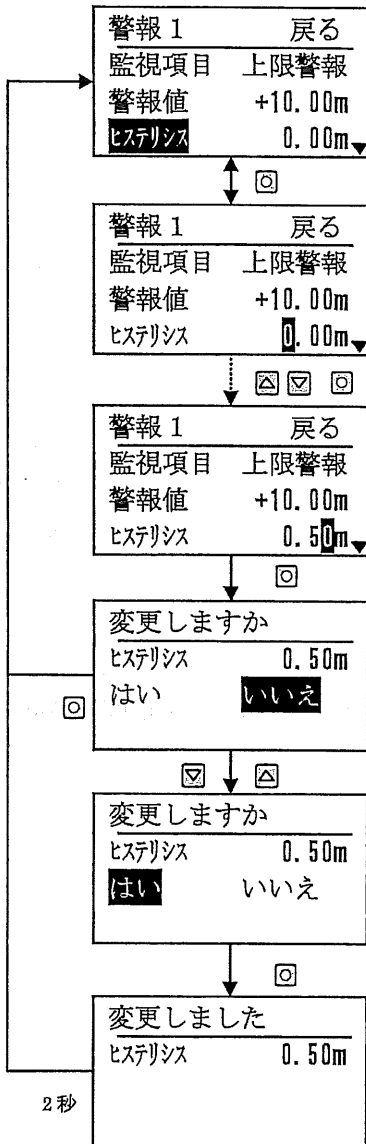 警報1 戻る
監視項目 上限警報
警報値 +10.00m
ヒステリシス 0.00m▼
警報1 戻る
監視項目 上限警報
警報値 +10.00m
ヒステリシス 0.00m▼
警報1 戻る
監視項目 上限警報
警報値 +10.00m
ヒステリシス 0.50m▼
変更しますか
ヒステリシス 0.50m
はい いいえ
変更しますか
ヒステリシス 0.50m
はい いいえ
変更しました
ヒステリシス 0.50m
2秒